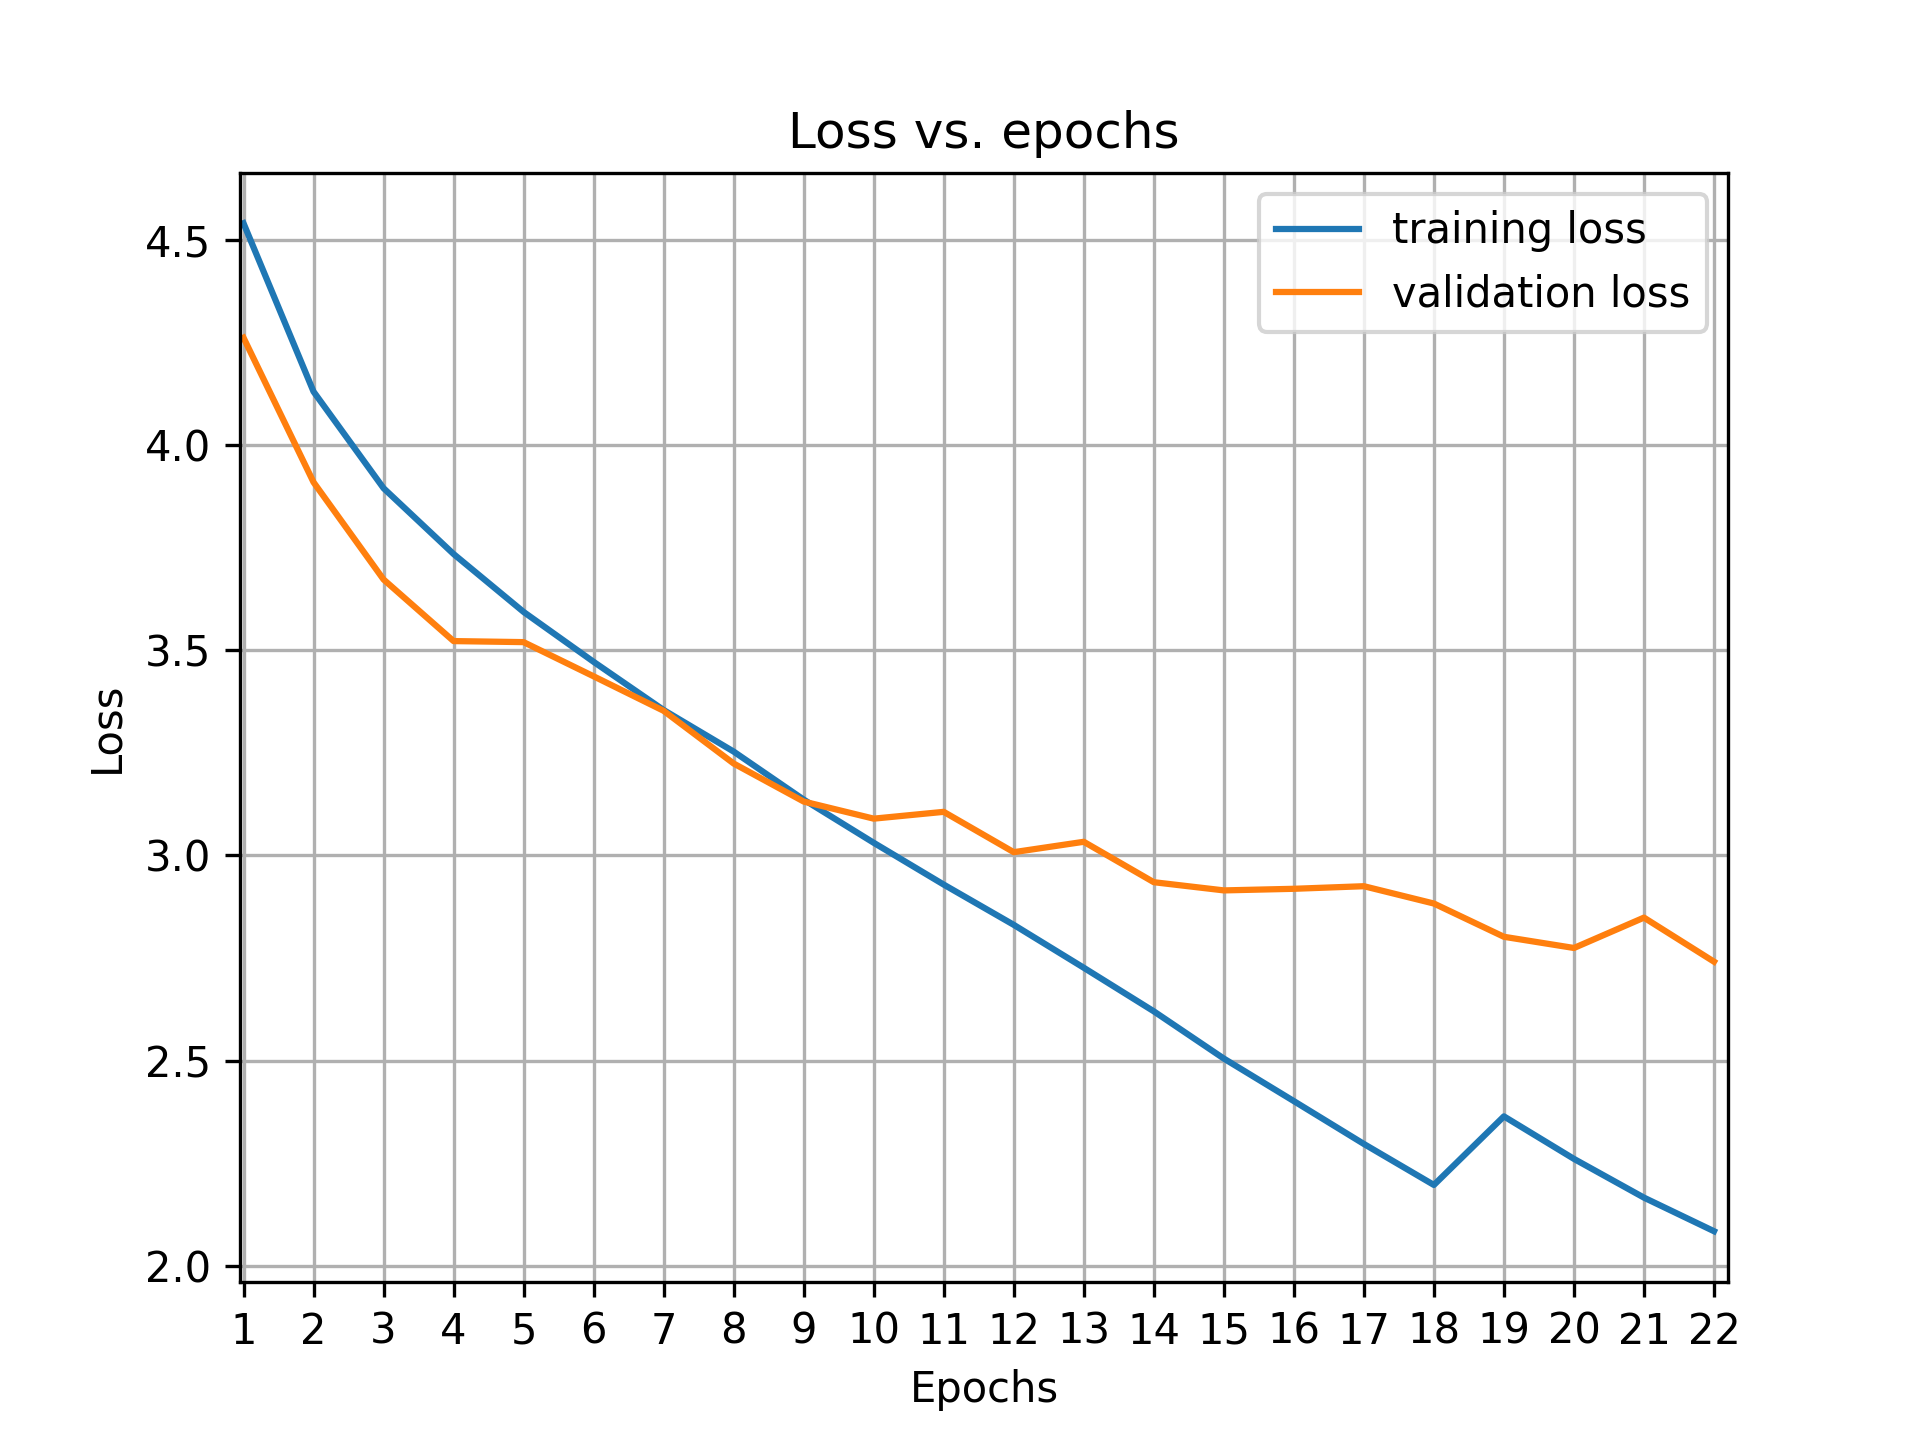 Loss vs. epochs
training loss
validation loss
4.5
4.0
3.5
3.0
2.5
2.0
Loss
1 2 3 4 5 6 7 8 9 10 11 12 13 14 15 16 17 18 19 20 21 22
Epochs